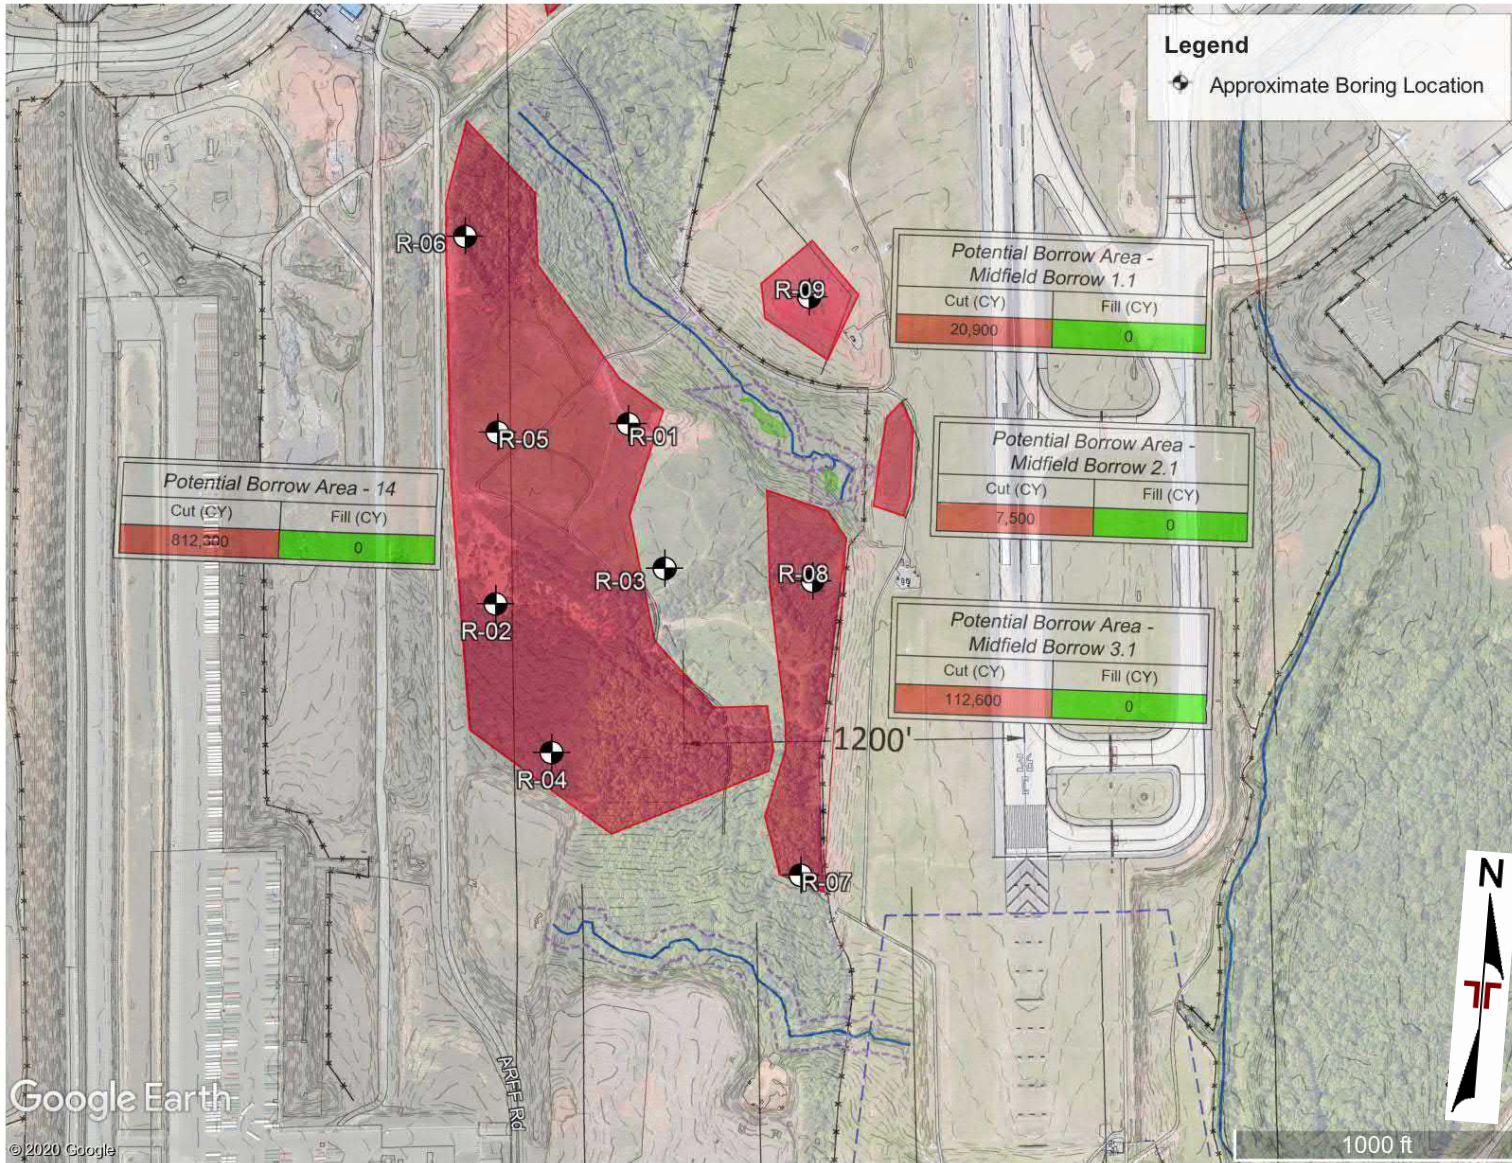 Legend
Approximate Boring Location
R-06
R-09
Potential Borrow Area -
Midfield Borrow 1.1
Cut (CY) Fill (CY)
20,900 0
R-05
R-01
Potential Borrow Area -
Midfield Borrow 2.1
Cut (CY) Fill (CY)
7,500 0
Potential Borrow Area - 14
Cut (CY) Fill (CY)
812,300 0
R-03
R-08
R-02
Potential Borrow Area -
Midfield Borrow 3.1
Cut (CY) Fill (CY)
112,600 0
1200'
R-04
R-07
N
ARFF Rd
Google Earth
© 2020 Google
1000 ft